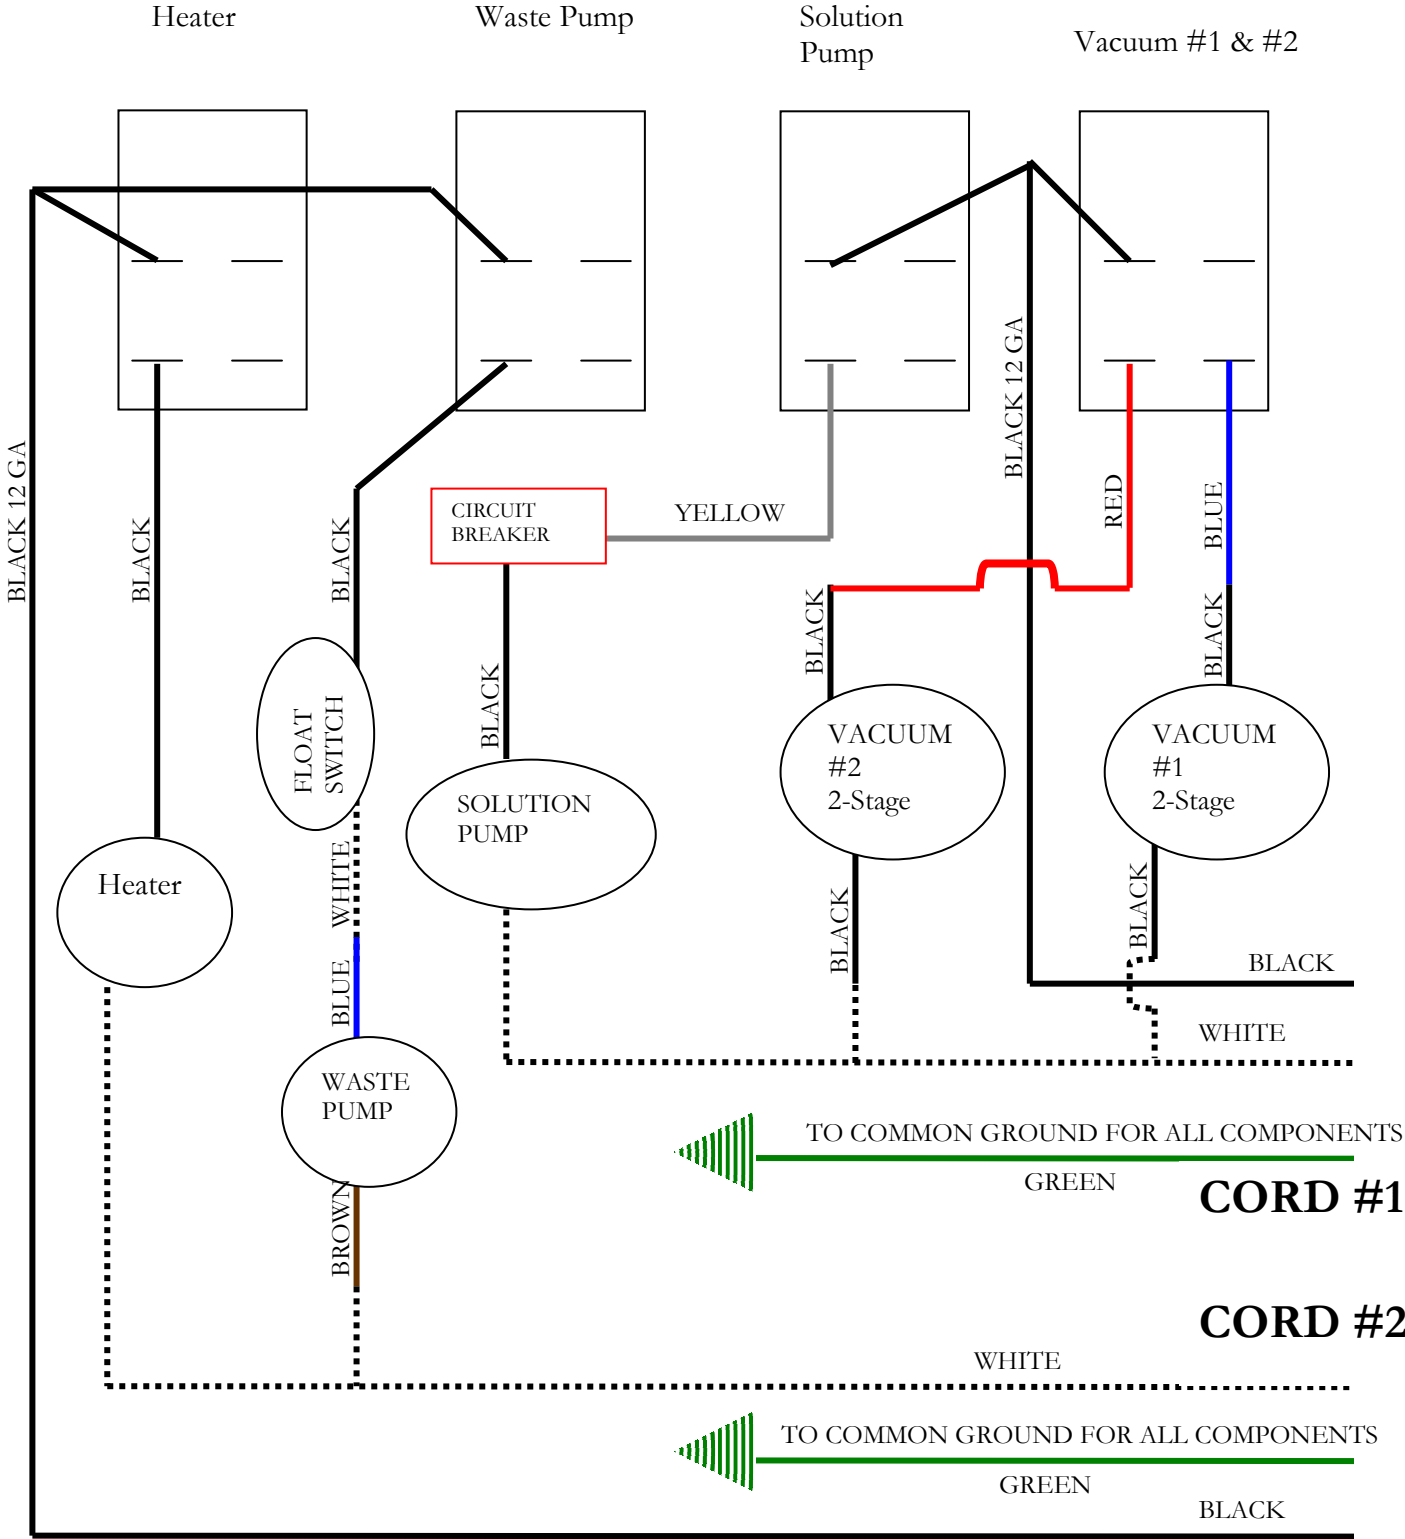 Heater
Waste Pump
Solution
Pump
Vacuum #1 & #2
BLACK 12 GA
BLACK 12 GA
BLACK
BLACK
CIRCUIT
BREAKER
YELLOW
RED
BLUE
BLACK
BLACK
BLACK
FLOAT
SWITCH
VACUUM
#2
2-Stage
VACUUM
#1
2-Stage
SOLUTION
PUMP
Heater
WHITE
BLACK
BLACK
BLACK
BLUE
WHITE
WASTE
PUMP
TO COMMON GROUND FOR ALL COMPONENTS
GREEN
CORD #1
BROWN
CORD #2
WHITE
TO COMMON GROUND FOR ALL COMPONENTS
GREEN
BLACK